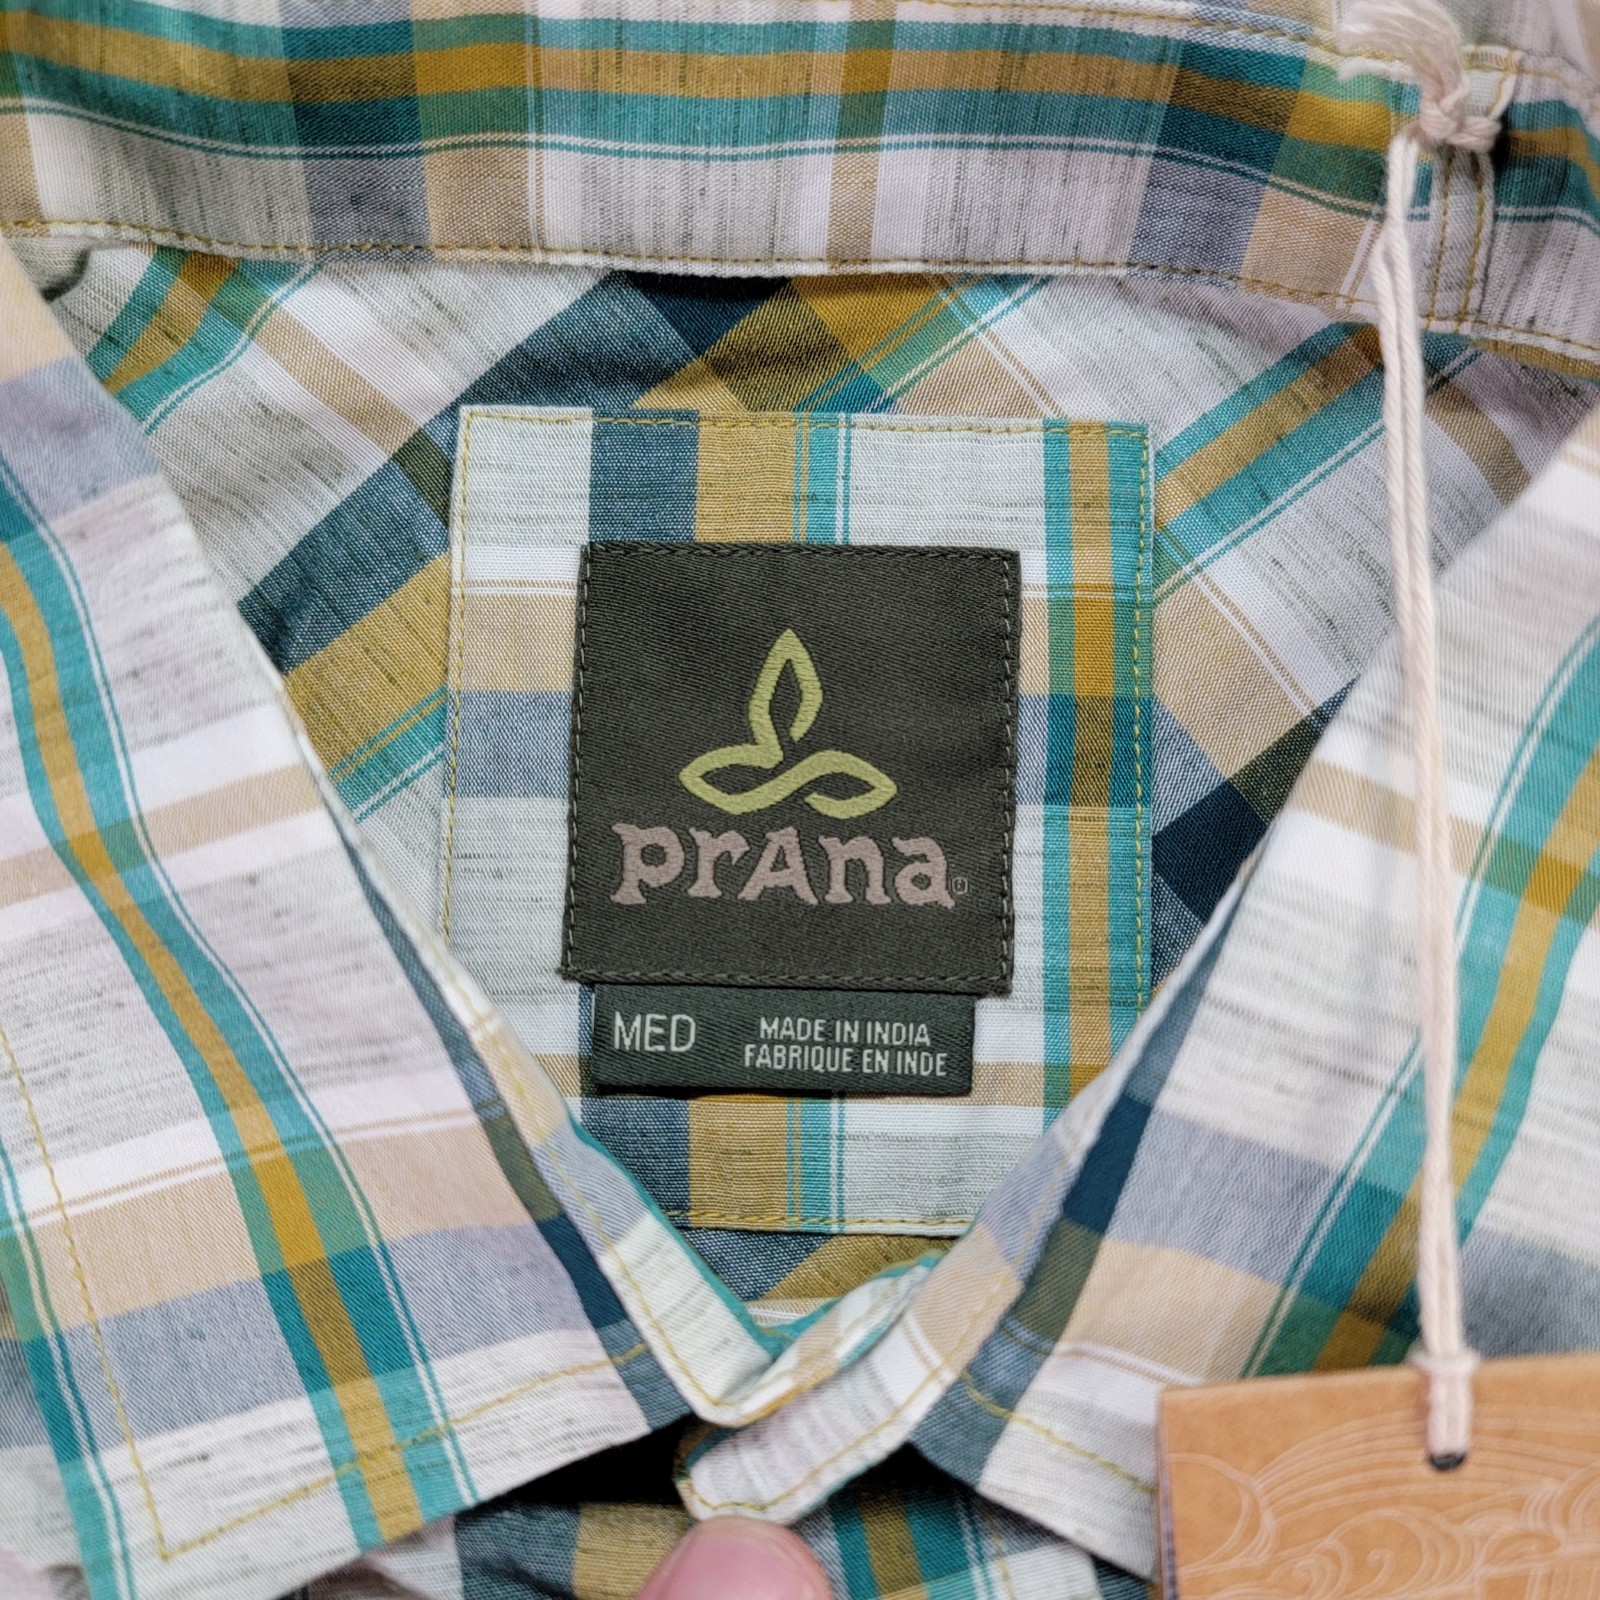 prAna®
MED
MADE IN INDIA
FABRIQUE EN INDE